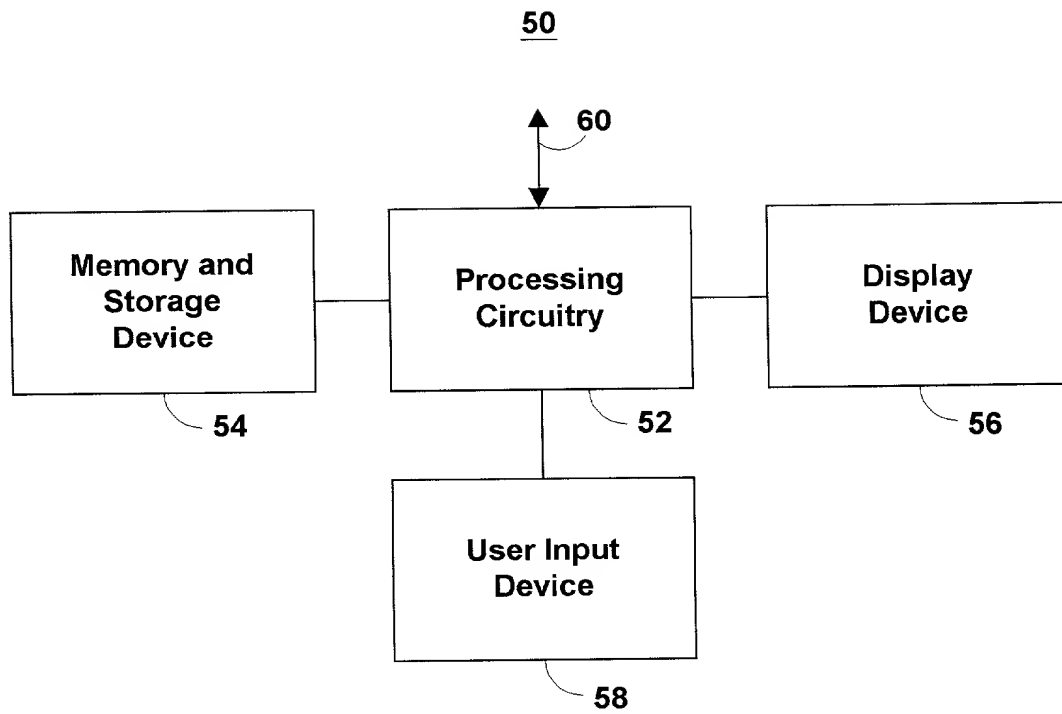 50
60
Memory and
Storage
Device
Processing
Circuitry
Display
Device
54
52
56
User Input
Device
58